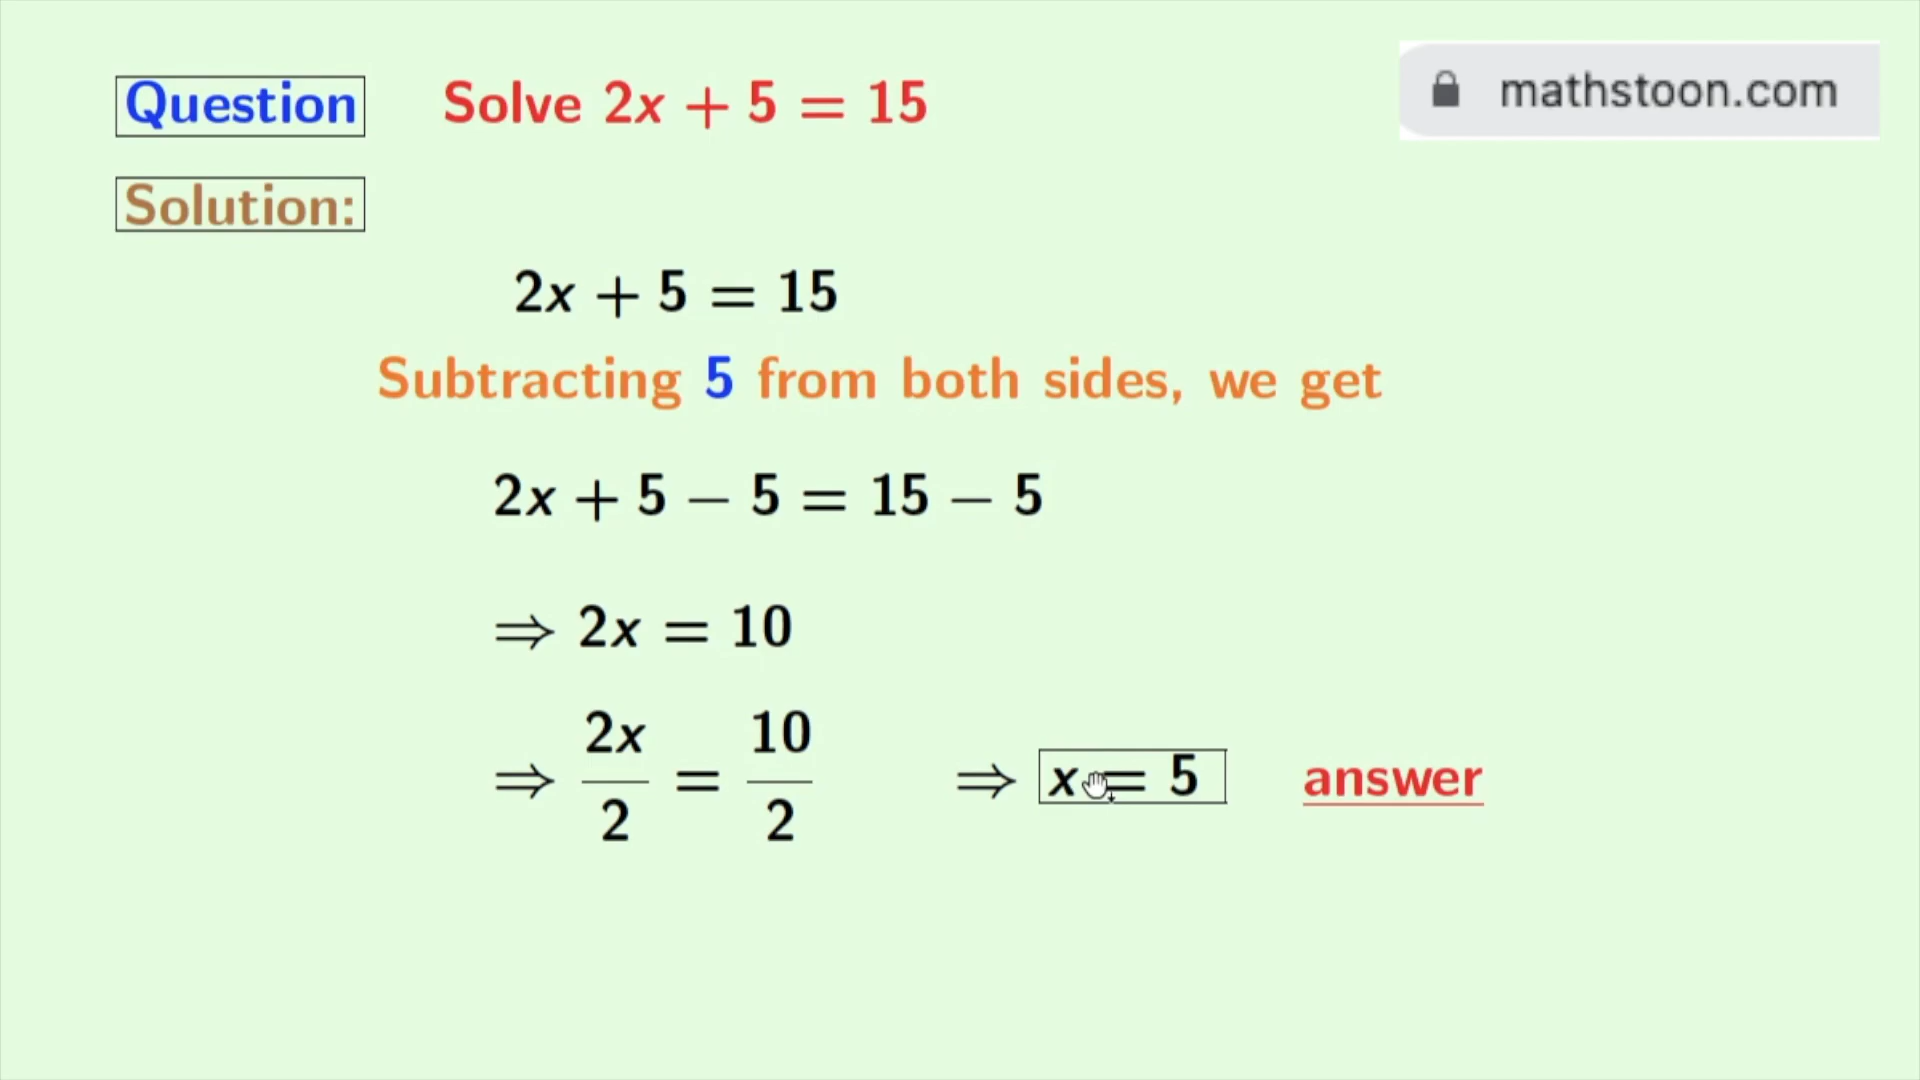 Question Solve 2x + 5 = 15
mathstoon.com
Solution:
2x + 5 = 15
Subtracting 5 from both sides, we get
2x + 5 − 5 = 15 − 5
⇒ 2x = 10
⇒ 2x/2 = 10/2 ⇒ x = 5 answer